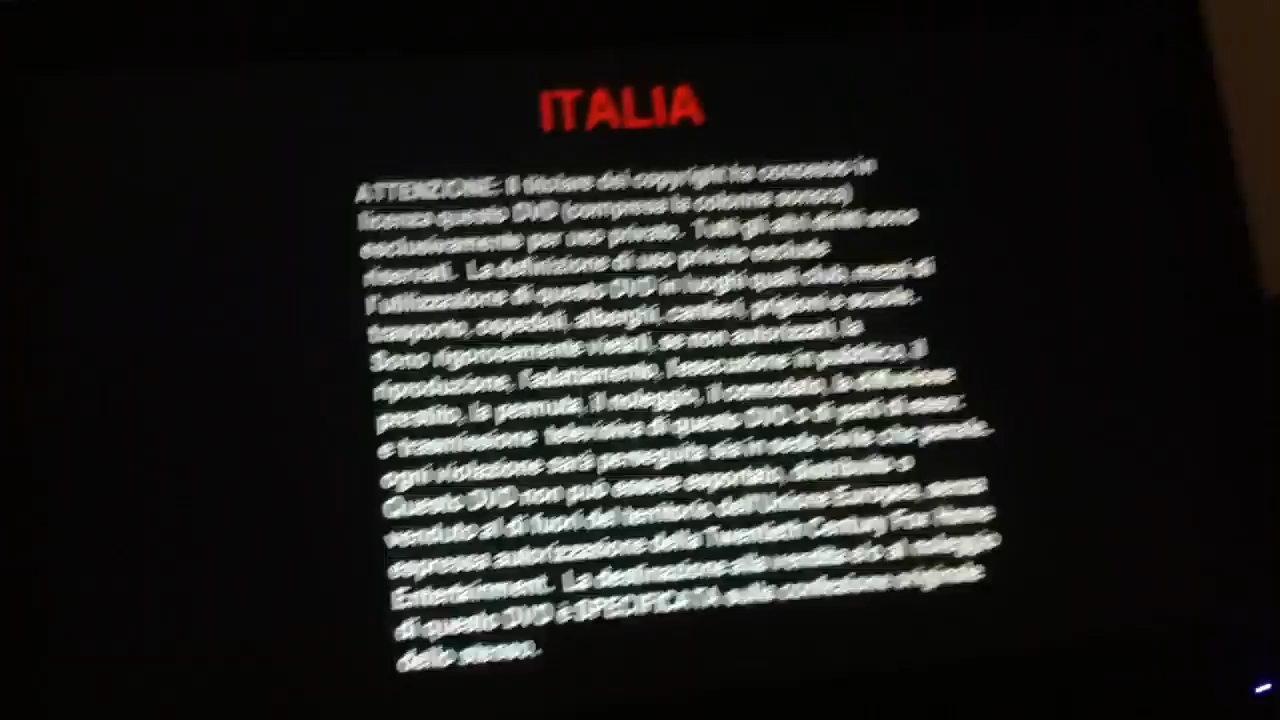 ITALIA
ATTENZIONE: Il titolare del copyright ha concesso in
licenza questo DVD (compresa la colonna sonora)
esclusivamente per uso privato. Tutti gli altri diritti sono
riservati. La definizione di uso privato esclude
l'utilizzazione di questo DVD in luoghi quali club, mezzi di
trasporto, ospedali, alberghi, cantieri, prigioni e scuole.
Sono rigorosamente vietati, se non autorizzati, la
riproduzione, l'adattamento, l'esecuzione in pubblico, il
prestito, la permuta, il noleggio, il comodato, la diffusione
e trasmissione televisiva di questo DVD o di parti di esso:
ogni violazione sarà perseguita sia in sede civile che penale.
Questo DVD non può essere esportato, distribuito o
venduto al di fuori del territorio dell'Unione Europea, senza
espressa autorizzazione della Twentieth Century Fox Home
Entertainment. La destinazione alla vendita e/o al noleggio
di questo DVD è SPECIFICATA sulla confezione originale
dello stesso.